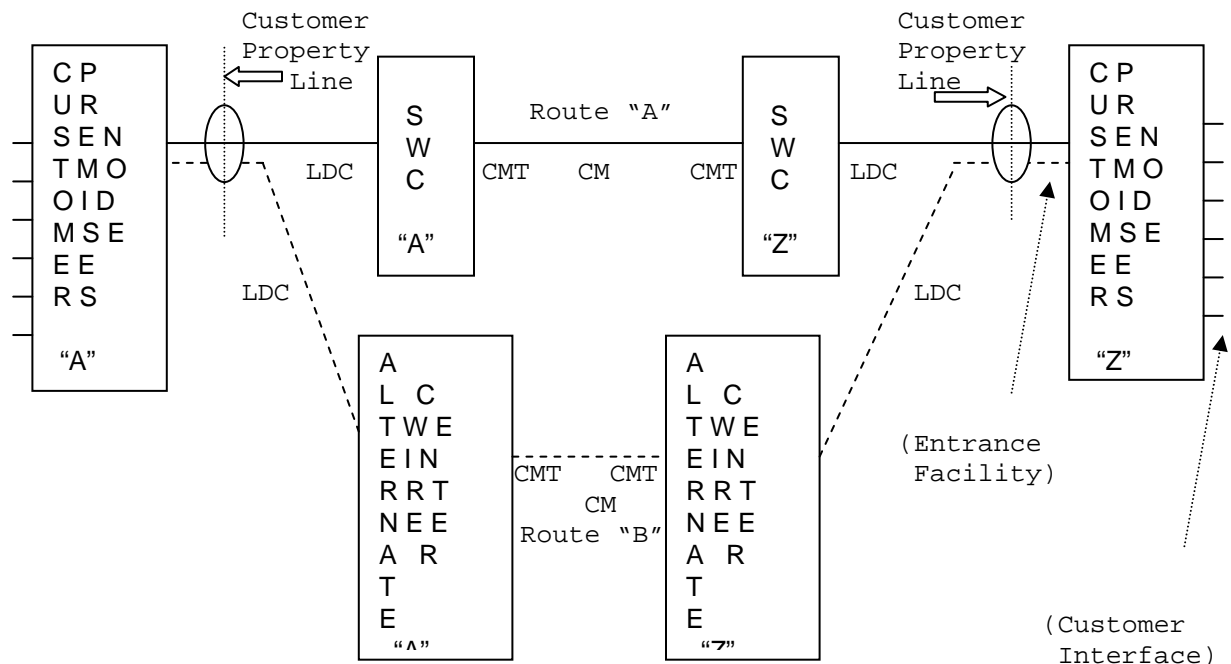 Customer
Property
Line
C P
U R
S E N
T M O
O I D
M S E
E E
R S
“A”
LDC
LDC
S
W
C
“A”
Route “A”
CMT CM CMT
S
W
C
“Z”
Customer
Property
Line
LDC
LDC
C P
U R
S E N
T M O
O I D
M S E
E E
R S
“Z”
A
L C
T W E
E I N
R R T
N E E
A R
T
E
“A”
CMT CMT
CM
Route “B”
A
L C
T W E
E I N
R R T
N E E
A R
T
E
“Z”
(Entrance
Facility)
(Customer
Interface)